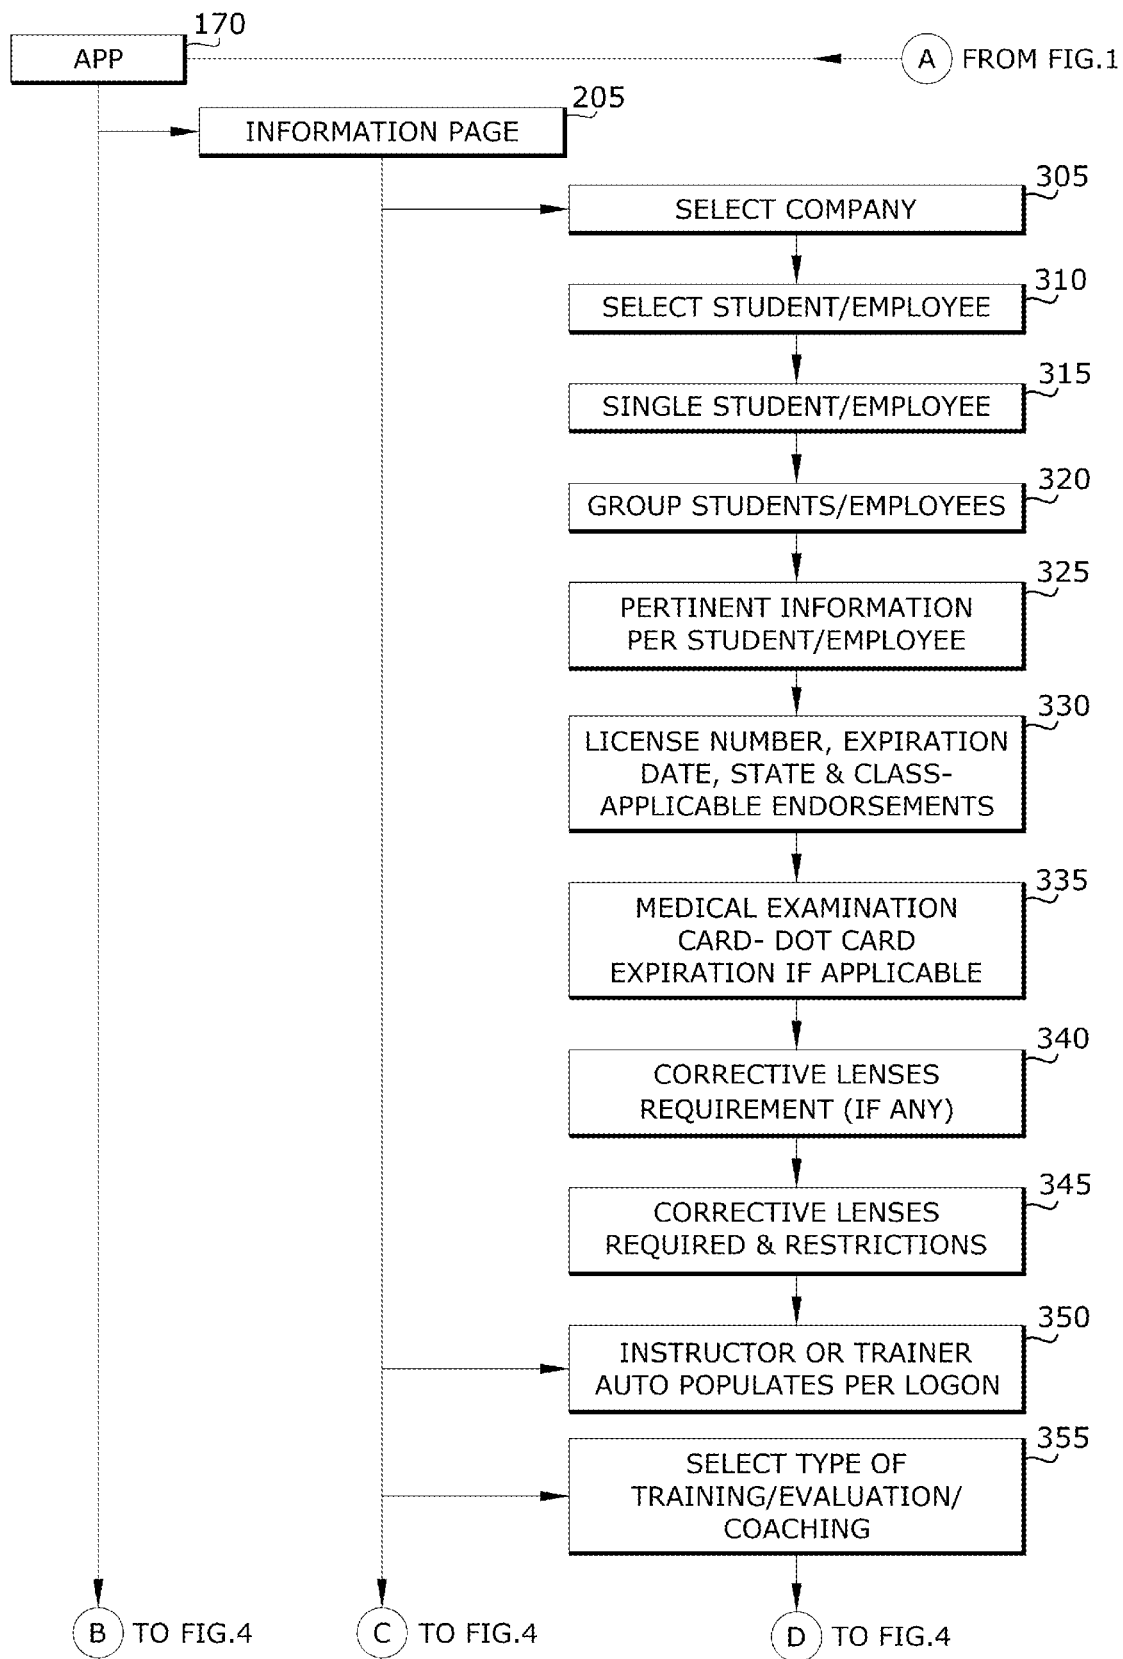 170
APP
A FROM FIG.1
205
INFORMATION PAGE
305
SELECT COMPANY
310
SELECT STUDENT/EMPLOYEE
315
SINGLE STUDENT/EMPLOYEE
320
GROUP STUDENTS/EMPLOYEES
325
PERTINENT INFORMATION
PER STUDENT/EMPLOYEE
330
LICENSE NUMBER, EXPIRATION
DATE, STATE & CLASS-
APPLICABLE ENDORSEMENTS
335
MEDICAL EXAMINATION
CARD- DOT CARD
EXPIRATION IF APPLICABLE
340
CORRECTIVE LENSES
REQUIREMENT (IF ANY)
345
CORRECTIVE LENSES
REQUIRED & RESTRICTIONS
350
INSTRUCTOR OR TRAINER
AUTO POPULATES PER LOGON
355
SELECT TYPE OF
TRAINING/EVALUATION/
COACHING
B TO FIG.4
C TO FIG.4
D TO FIG.4